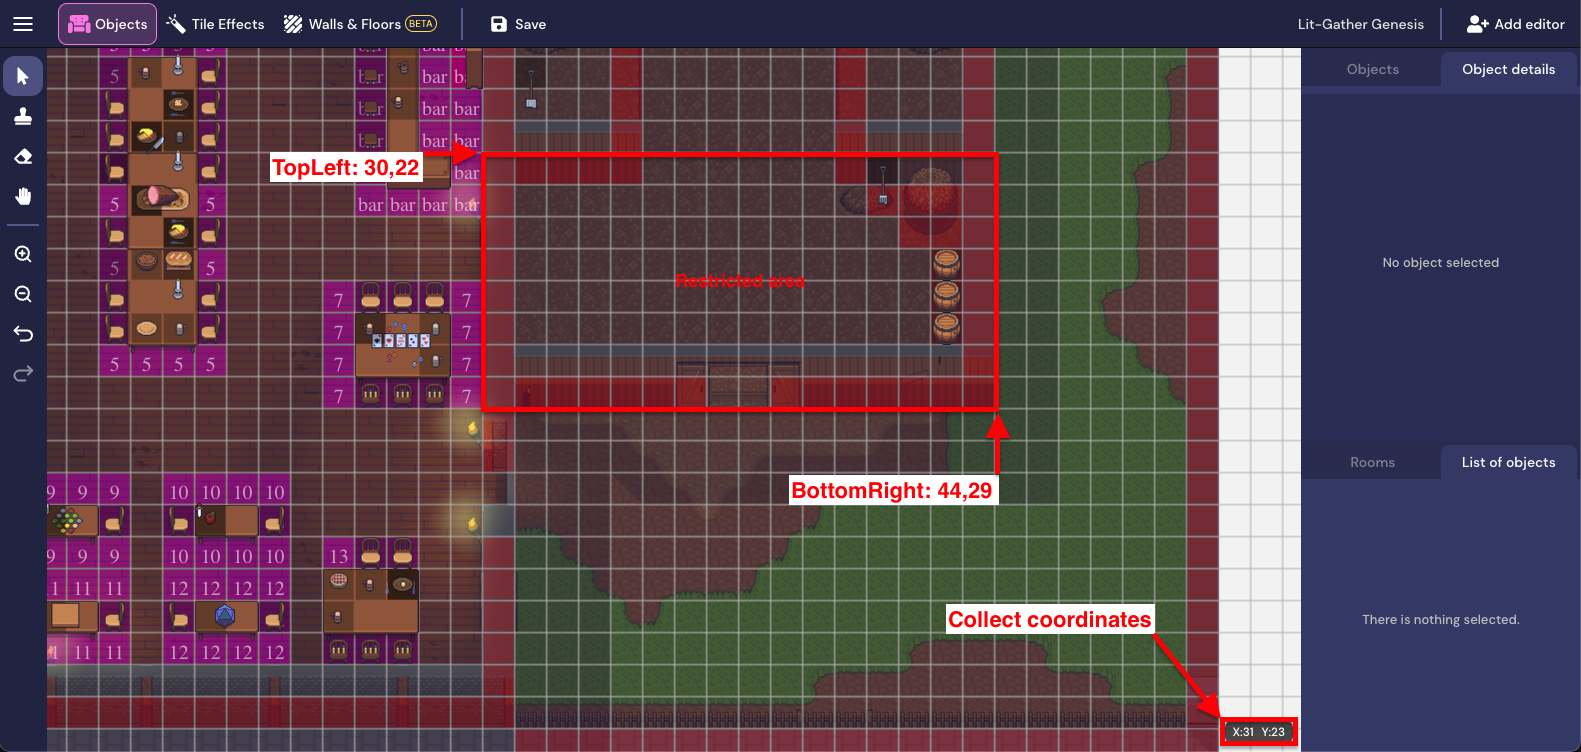 Objects
Tile Effects
Walls & Floors BETA
Save
Lit-Gather Genesis
Add editor
Objects
Object details
No object selected
Rooms
List of objects
There is nothing selected.
5 5
bar
bar bar
bar bar
bar bar
TopLeft: 30,22
bar
5 5
bar bar bar bar
5 5
Restricted area
7 7
7 7
5 5 5 5
7 7
7 7
BottomRight: 44,29
9 9 9
10 10 10 10
9 9 9
10 10 10 10
13
11 11
12 12 12 12
11 11
12 12 12 12
Collect coordinates
X:31 Y:23